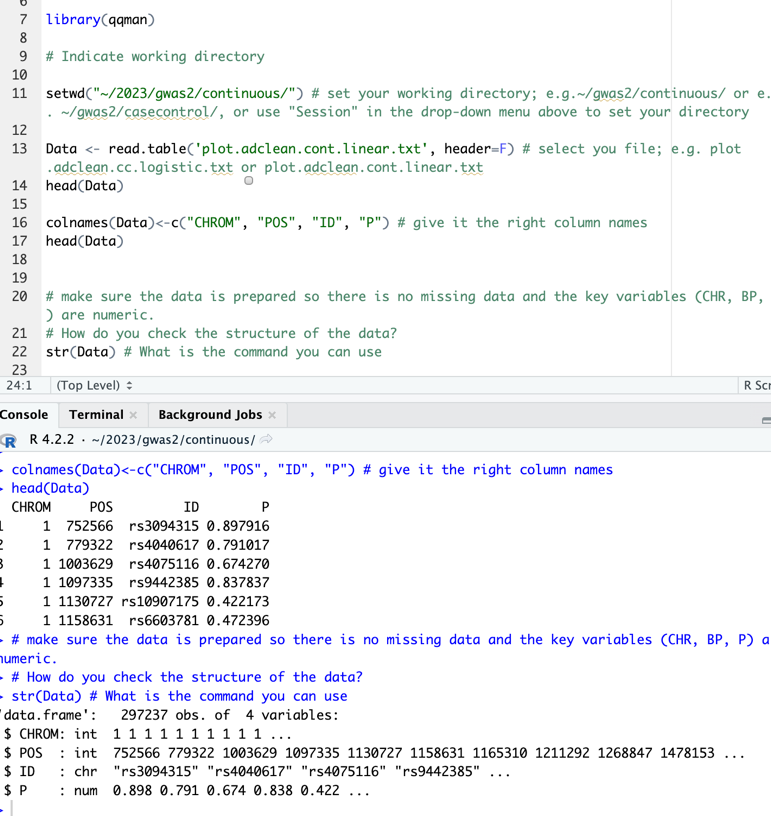 6
7 library(qqman)
8
9 # Indicate working directory
10
11 setwd("~/2023/gwas2/continuous/") # set your working directory; e.g.~/gwas2/continuous/ or e.
. ~/gwas2/casecontrol/, or use "Session" in the drop-down menu above to set your directory
12
13 Data <- read.table('plot.adclean.cont.linear.txt', header=F) # select you file; e.g. plot
.adclean.cc.logistic.txt or plot.adclean.cont.linear.txt
14 head(Data)
15
16 colnames(Data)<-c("CHROM", "POS", "ID", "P") # give it the right column names
17 head(Data)
18
19
20 # make sure the data is prepared so there is no missing data and the key variables (CHR, BP,
) are numeric.
21 # How do you check the structure of the data?
22 str(Data) # What is the command you can use
23
24:1 (Top Level) R Scr
Console Terminal × Background Jobs ×
R R 4.2.2 · ~/2023/gwas2/continuous/
> colnames(Data)<-c("CHROM", "POS", "ID", "P") # give it the right column names
> head(Data)
CHROM POS ID P
1 1 752566 rs3094315 0.897916
2 1 779322 rs4040617 0.791017
3 1 1003629 rs4075116 0.674270
4 1 1097335 rs9442385 0.837837
5 1 1130727 rs10907175 0.422173
6 1 1158631 rs6603781 0.472396
> # make sure the data is prepared so there is no missing data and the key variables (CHR, BP, P) a
numeric.
> # How do you check the structure of the data?
> str(Data) # What is the command you can use
'data.frame': 297237 obs. of 4 variables:
$ CHROM: int 1 1 1 1 1 1 1 1 1 1 ...
$ POS : int 752566 779322 1003629 1097335 1130727 1158631 1165310 1211292 1268847 1478153 ...
$ ID : chr "rs3094315" "rs4040617" "rs4075116" "rs9442385" ...
$ P : num 0.898 0.791 0.674 0.838 0.422 ...
>